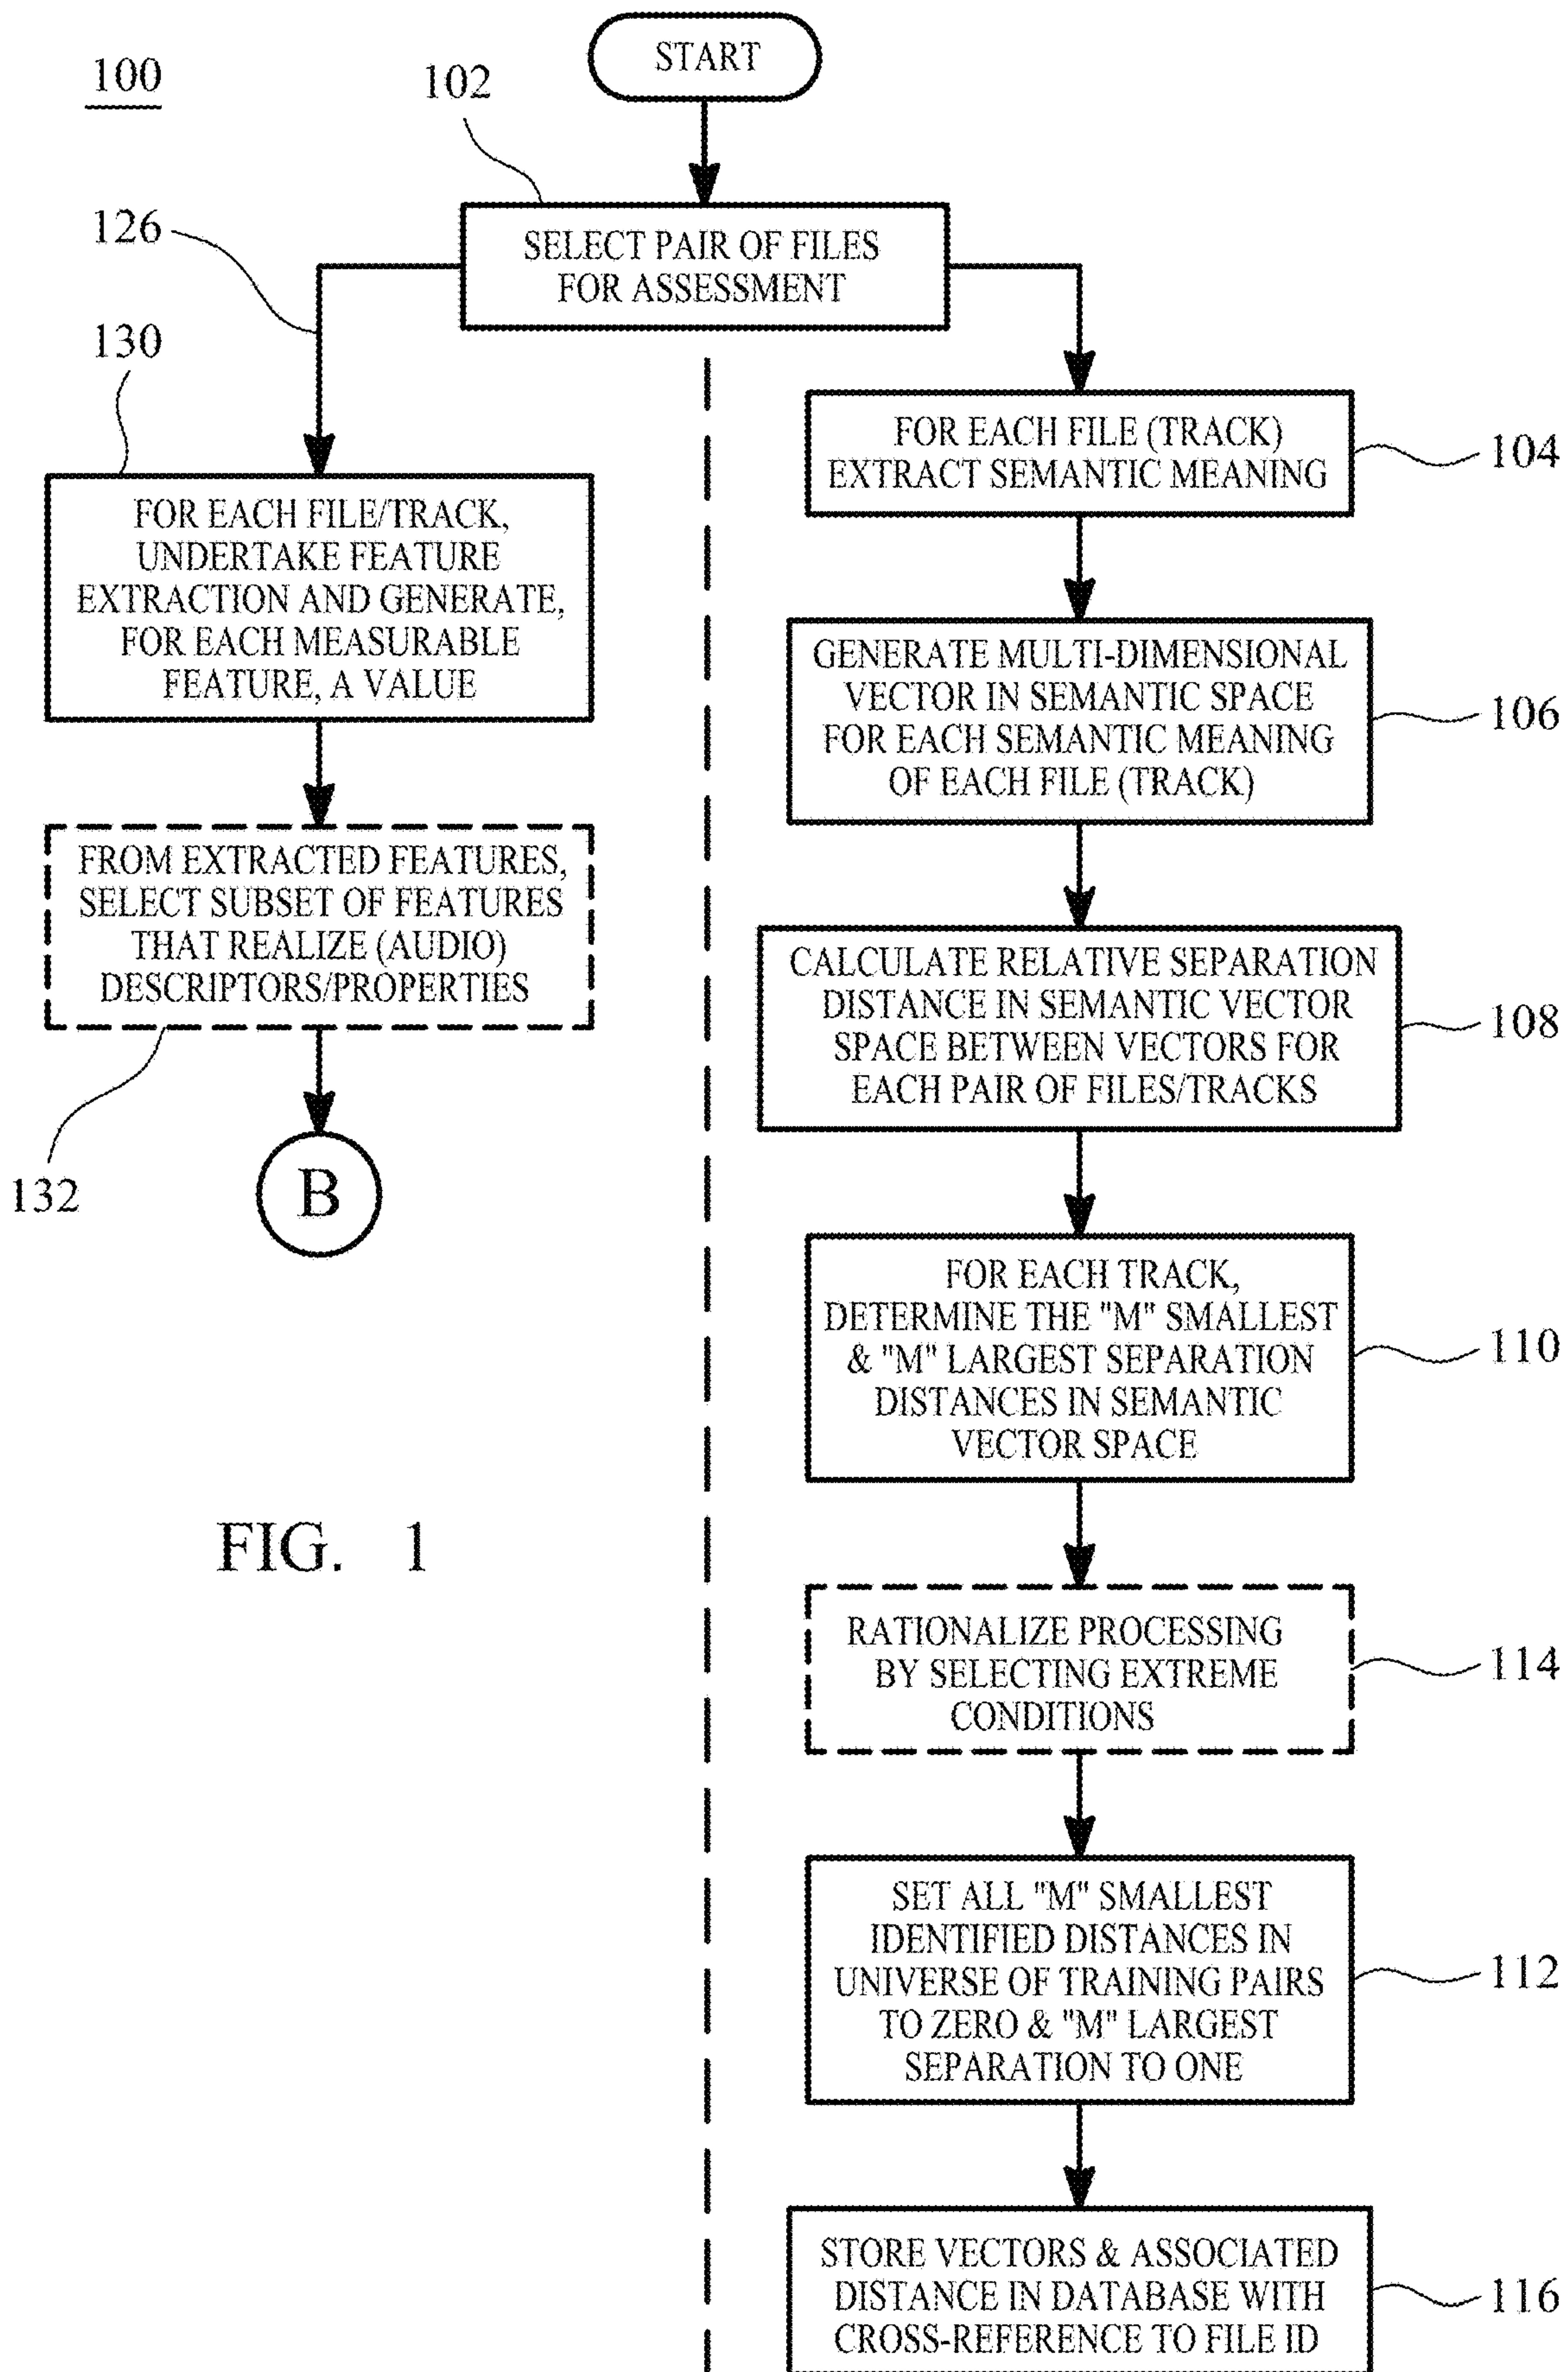 100
START
102
SELECT PAIR OF FILES
FOR ASSESSMENT
126
130
FOR EACH FILE/TRACK,
UNDERTAKE FEATURE
EXTRACTION AND GENERATE,
FOR EACH MEASURABLE
FEATURE, A VALUE
FROM EXTRACTED FEATURES,
SELECT SUBSET OF FEATURES
THAT REALIZE (AUDIO)
DESCRIPTORS/PROPERTIES
132
B
FOR EACH FILE (TRACK)
EXTRACT SEMANTIC MEANING
104
GENERATE MULTI-DIMENSIONAL
VECTOR IN SEMANTIC SPACE
FOR EACH SEMANTIC MEANING
OF EACH FILE (TRACK)
106
CALCULATE RELATIVE SEPARATION
DISTANCE IN SEMANTIC VECTOR
SPACE BETWEEN VECTORS FOR
EACH PAIR OF FILES/TRACKS
108
FOR EACH TRACK,
DETERMINE THE "M" SMALLEST
& "M" LARGEST SEPARATION
DISTANCES IN SEMANTIC
VECTOR SPACE
110
RATIONALIZE PROCESSING
BY SELECTING EXTREME
CONDITIONS
114
SET ALL "M" SMALLEST
IDENTIFIED DISTANCES IN
UNIVERSE OF TRAINING PAIRS
TO ZERO & "M" LARGEST
SEPARATION TO ONE
112
STORE VECTORS & ASSOCIATED
DISTANCE IN DATABASE WITH
CROSS-REFERENCE TO FILE ID
116
FIG. 1